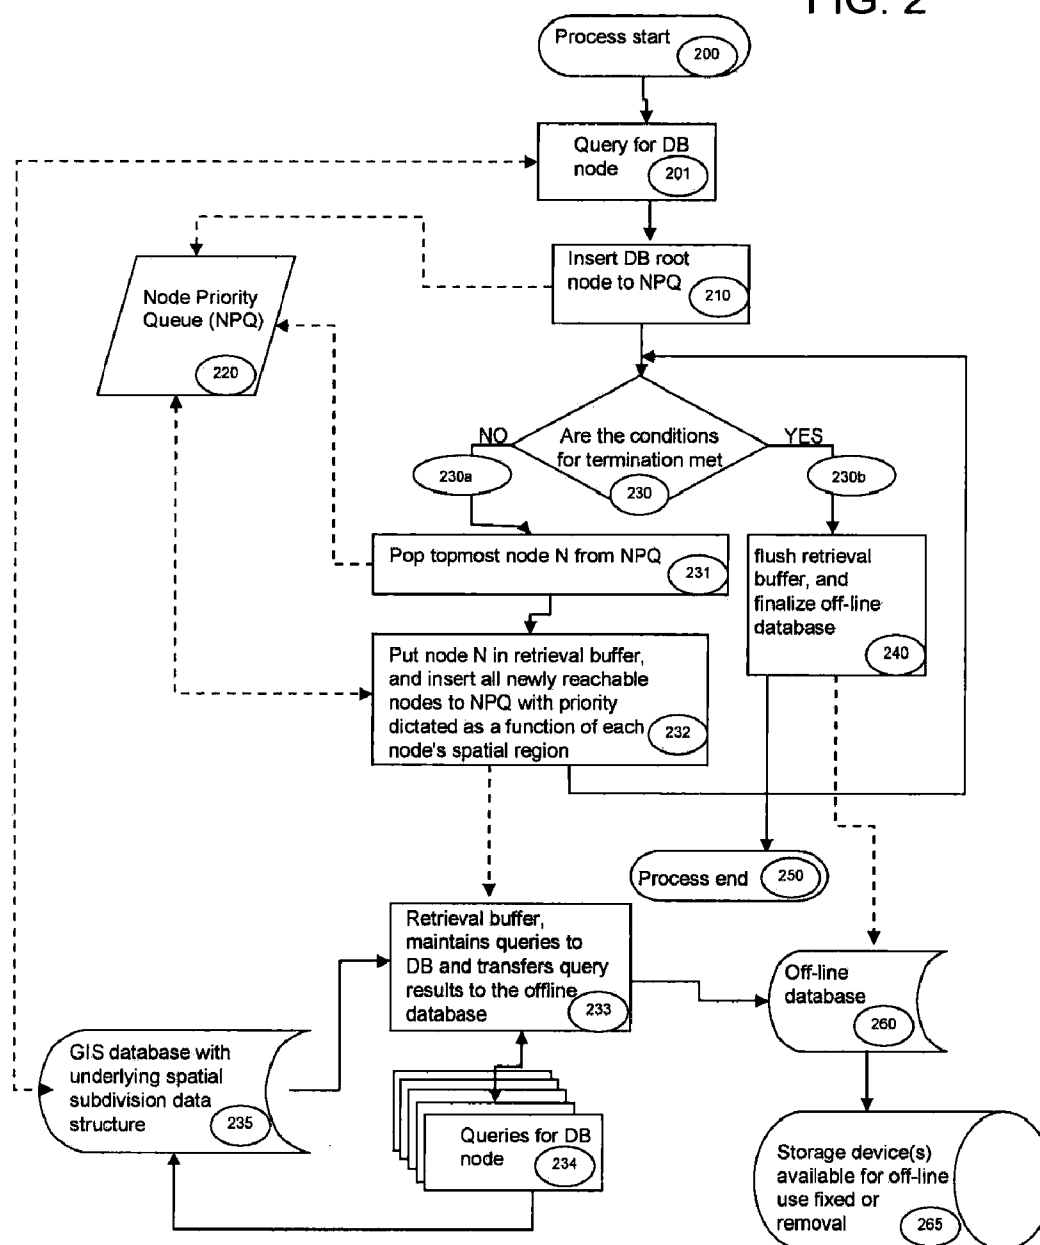 FIG. 2
Process start
200
Query for DB
node
201
Insert DB root
node to NPQ
210
Node Priority
Queue (NPQ)
220
NO
Are the conditions
for termination met
YES
230a
230
230b
Pop topmost node N from NPQ
231
flush retrieval
buffer, and
finalize off-line
database
240
Put node N in retrieval buffer,
and insert all newly reachable
nodes to NPQ with priority
dictated as a function of each
node's spatial region
232
Process end
250
Retrieval buffer,
maintains queries to
DB and transfers query
results to the offline
database
233
Off-line
database
260
GIS database with
underlying spatial
subdivision data
structure
235
Queries for DB
node
234
Storage device(s)
available for off-line
use fixed or
removal
265